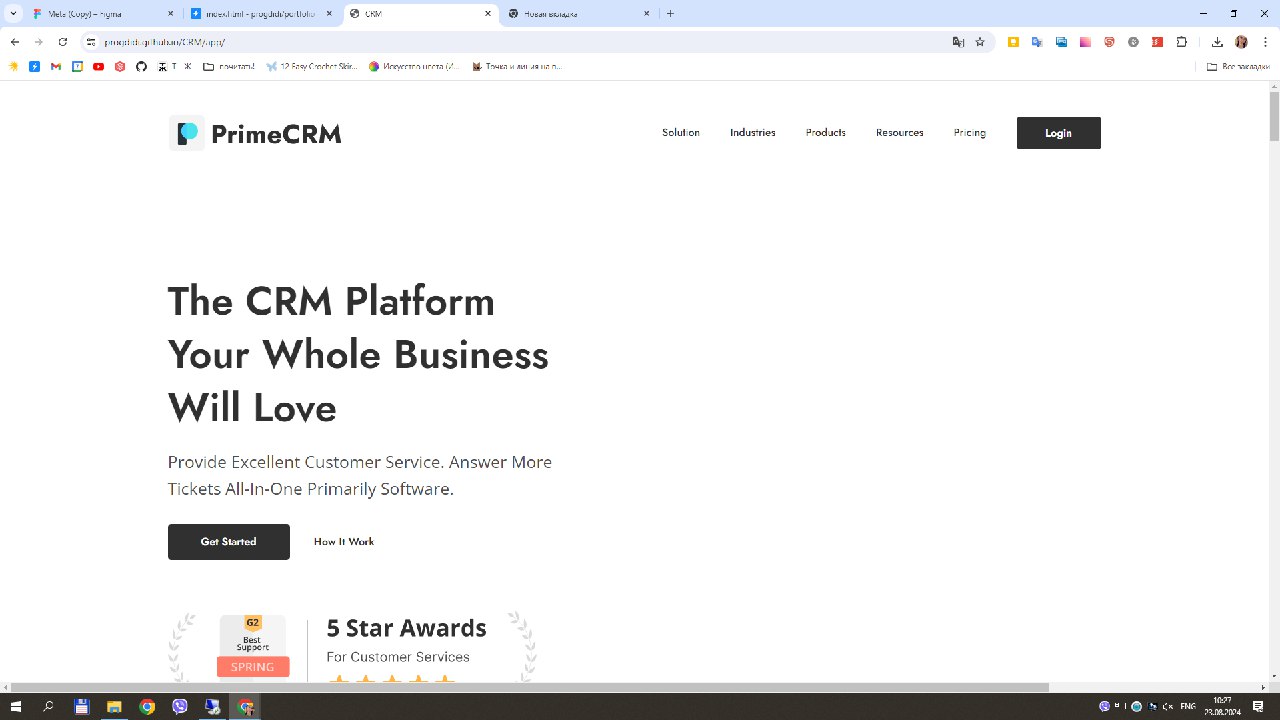 Meta (Copy) – Figma
index.html - progdidi/portfolio
CRM
Новая вкладка
progdidi.github.io/CRM/app/
почитать!
12 Easy Crochet Skir...
Искусство цвета (И...
Точка и линия на п...
Все закладки
PrimeCRM
Solution
Industries
Products
Resources
Pricing
Login
The CRM Platform
Your Whole Business
Will Love
Provide Excellent Customer Service. Answer More
Tickets All-In-One Primarily Software.
Get Started
How It Work
G2
Best
Support
SPRING
5 Star Awards
For Customer Services
ENG
10:27
23.08.2024